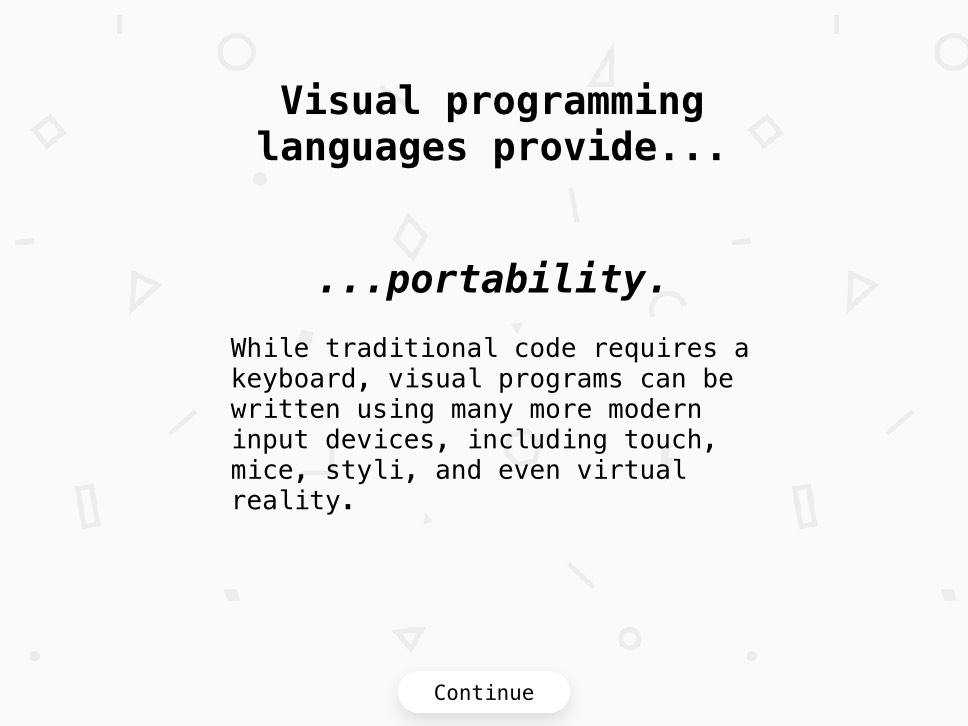 Visual programming
languages provide...
...portability.
While traditional code requires a
keyboard, visual programs can be
written using many more modern
input devices, including touch,
mice, styli, and even virtual
reality.
Continue